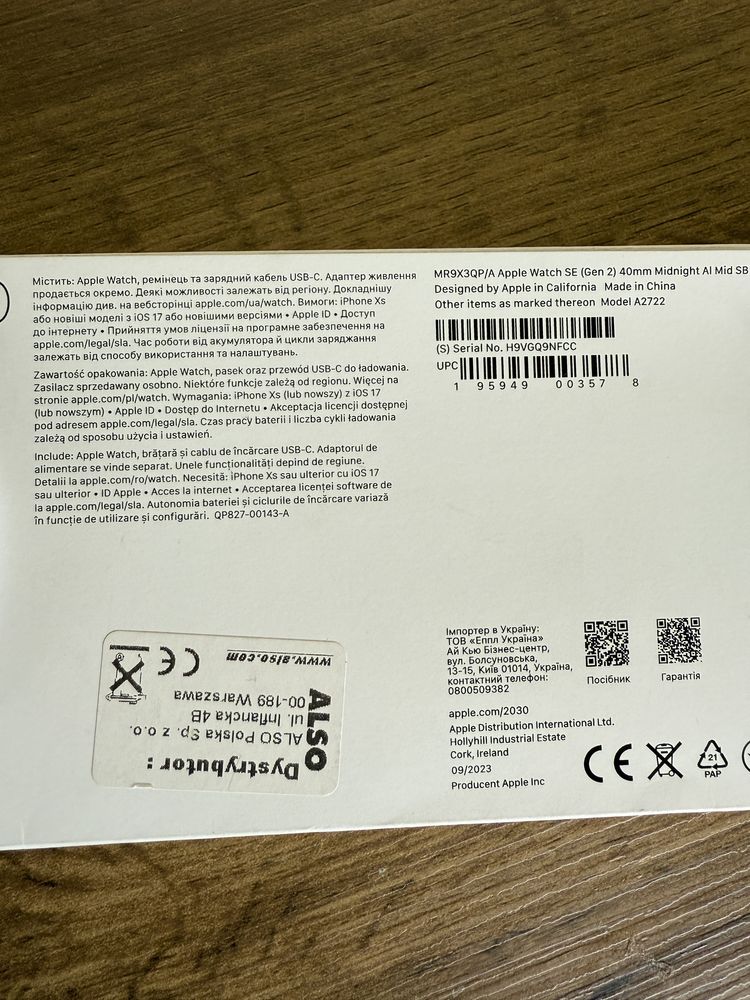 Містить: Apple Watch, ремінець та зарядний кабель USB-C. Адаптер живлення
продається окремо. Деякі можливості залежать від регіону. Докладнішу
інформацію див. на вебсторінці apple.com/ua/watch. Вимоги: iPhone Xs
або новіші моделі з iOS 17 або новішими версіями • Apple ID • Доступ
до інтернету • Прийняття умов ліцензії на програмне забезпечення на
apple.com/legal/sla. Час роботи від акумулятора й цикли заряджання
залежать від способу використання та налаштувань.
Zawartość opakowania: Apple Watch, pasek oraz przewód USB-C do ładowania.
Zasilacz sprzedawany osobno. Niektóre funkcje zależą od regionu. Więcej na
stronie apple.com/pl/watch. Wymagania: iPhone Xs (lub nowszy) z iOS 17
(lub nowszym) • Apple ID • Dostęp do Internetu • Akceptacja licencji dostępnej
pod adresem apple.com/legal/sla. Czas pracy baterii i liczba cykli ładowania
zależą od sposobu użycia i ustawień.
Include: Apple Watch, brățară și cablu de încărcare USB-C. Adaptorul de
alimentare se vinde separat. Unele funcționalități depind de regiune.
Detalii la apple.com/ro/watch. Necesită: iPhone Xs sau ulterior cu iOS 17
sau ulterior • ID Apple • Acces la internet • Acceptarea licenței software de
la apple.com/legal/sla. Autonomia bateriei și ciclurile de încărcare variază
în funcție de utilizare și configurări. QP827-00143-A
MR9X3QP/A Apple Watch SE (Gen 2) 40mm Midnight Al Mid SB
Designed by Apple in California Made in China
Other items as marked thereon Model A2722
(S) Serial No. H9VGQ9NFCC
UPC
1 95949 00357 8
Імпортер в Україну:
ТОВ «Еппл Україна»
Ай Кью Бізнес-центр,
вул. Болсуновська,
13-15, Київ 01014, Україна,
контактний телефон:
0800509382
Посібник
Гарантія
apple.com/2030
Apple Distribution International Ltd.
Hollyhill Industrial Estate
Cork, Ireland
09/2023
Producent Apple Inc
CE
21
PAP
Dystrybutor :
ALSO
ALSO Polska Sp. z o.o.
ul. Inflancka 4B
00-189 Warszawa
www.also.com
CE